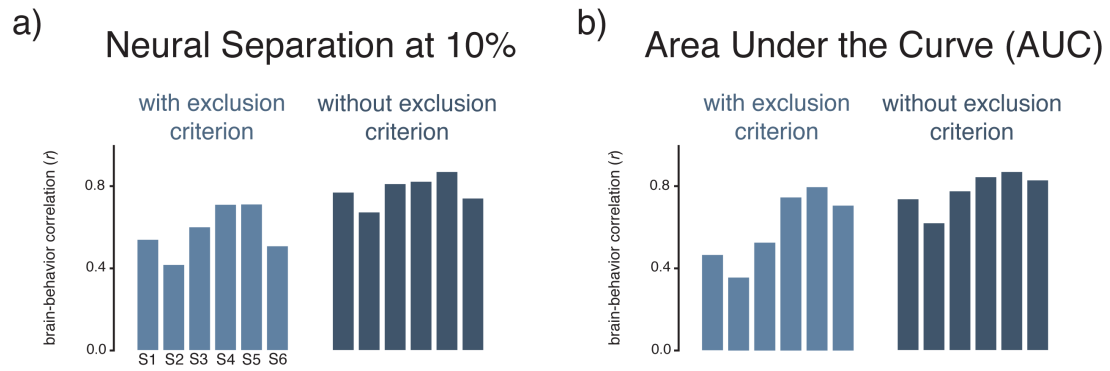 a)
Neural Separation at 10%
with exclusion
criterion
without exclusion
criterion
brain-behavior correlation (r)
0.8
0.4
0.0
S1 S2 S3 S4 S5 S6
b)
Area Under the Curve (AUC)
with exclusion
criterion
without exclusion
criterion
brain-behavior correlation (r)
0.8
0.4
0.0